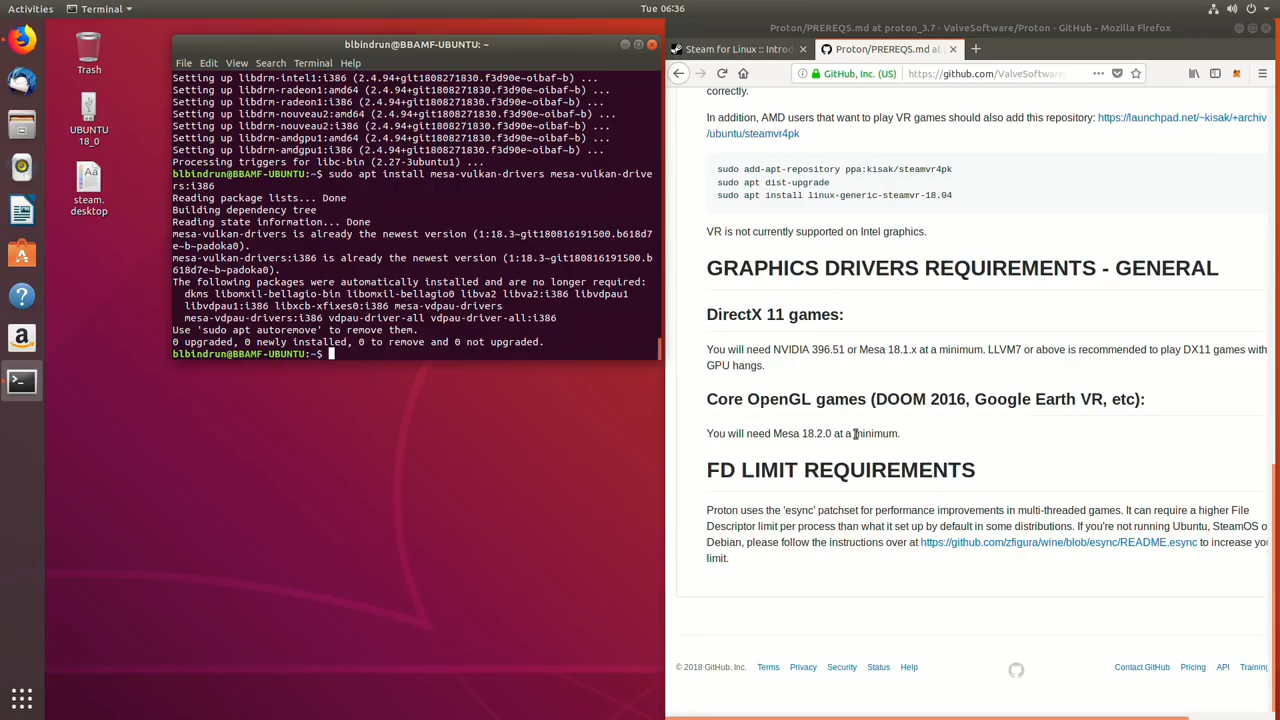 Activities
Terminal
Tue 06:36
Trash
UBUNTU
18_0
steam.
desktop
blbindrun@BBAMF-UBUNTU: ~
File Edit View Search Terminal Help
Setting up libdrm-intel1:i386 (2.4.94+git1808271830.f3d90e~oibaf~b) ...
Setting up libdrm-radeon1:amd64 (2.4.94+git1808271830.f3d90e~oibaf~b) ...
Setting up libdrm-radeon1:i386 (2.4.94+git1808271830.f3d90e~oibaf~b) ...
Setting up libdrm-nouveau2:amd64 (2.4.94+git1808271830.f3d90e~oibaf~b) ...
Setting up libdrm-nouveau2:i386 (2.4.94+git1808271830.f3d90e~oibaf~b) ...
Setting up libdrm-amdgpu1:amd64 (2.4.94+git1808271830.f3d90e~oibaf~b) ...
Setting up libdrm-amdgpu1:i386 (2.4.94+git1808271830.f3d90e~oibaf~b) ...
Processing triggers for libc-bin (2.27-3ubuntu1) ...
blbindrun@BBAMF-UBUNTU:~$ sudo apt install mesa-vulkan-drivers mesa-vulkan-drive
rs:i386
Reading package lists... Done
Building dependency tree
Reading state information... Done
mesa-vulkan-drivers is already the newest version (1:18.3~git180816191500.b618d7
e~b~padoka0).
mesa-vulkan-drivers:i386 is already the newest version (1:18.3~git180816191500.b
618d7e~b~padoka0).
The following packages were automatically installed and are no longer required:
dkms libomxil-bellagio-bin libomxil-bellagio0 libva2 libva2:i386 libvdpau1
libvdpau1:i386 libxcb-xfixes0:i386 mesa-vdpau-drivers
mesa-vdpau-drivers:i386 vdpau-driver-all vdpau-driver-all:i386
Use 'sudo apt autoremove' to remove them.
0 upgraded, 0 newly installed, 0 to remove and 0 not upgraded.
blbindrun@BBAMF-UBUNTU:~$
Proton/PREREQS.md at proton_3.7 · ValveSoftware/Proton · GitHub - Mozilla Firefox
Steam for Linux :: Introd
Proton/PREREQS.md at
GitHub, Inc. (US)
https://github.com/ValveSoftware
correctly.
In addition, AMD users that want to play VR games should also add this repository: https://launchpad.net/~kisak/+archiv
/ubuntu/steamvr4pk
sudo add-apt-repository ppa:kisak/steamvr4pk
sudo apt dist-upgrade
sudo apt install linux-generic-steamvr-18.04
VR is not currently supported on Intel graphics.
GRAPHICS DRIVERS REQUIREMENTS - GENERAL
DirectX 11 games:
You will need NVIDIA 396.51 or Mesa 18.1.x at a minimum. LLVM7 or above is recommended to play DX11 games with
GPU hangs.
Core OpenGL games (DOOM 2016, Google Earth VR, etc):
You will need Mesa 18.2.0 at a minimum.
FD LIMIT REQUIREMENTS
Proton uses the 'esync' patchset for performance improvements in multi-threaded games. It can require a higher File
Descriptor limit per process than what it set up by default in some distributions. If you're not running Ubuntu, SteamOS o
Debian, please follow the instructions over at https://github.com/zfigura/wine/blob/esync/README.esync to increase you
limit.
© 2018 GitHub, Inc. Terms Privacy Security Status Help
Contact GitHub Pricing API Training